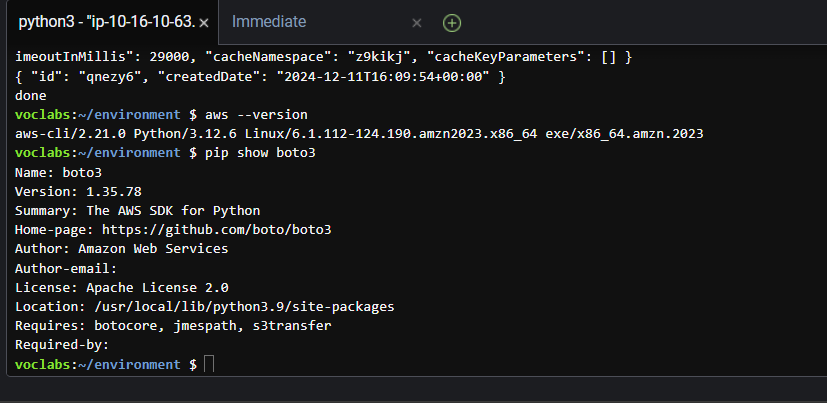 python3 - "ip-10-16-10-63. × Immediate ×
imeoutInMillis": 29000, "cacheNamespace": "z9kikj", "cacheKeyParameters": [] }
{ "id": "qnezy6", "createdDate": "2024-12-11T16:09:54+00:00" }
done
voclabs:~/environment $ aws --version
aws-cli/2.21.0 Python/3.12.6 Linux/6.1.112-124.190.amzn2023.x86_64 exe/x86_64.amzn.2023
voclabs:~/environment $ pip show boto3
Name: boto3
Version: 1.35.78
Summary: The AWS SDK for Python
Home-page: https://github.com/boto/boto3
Author: Amazon Web Services
Author-email:
License: Apache License 2.0
Location: /usr/local/lib/python3.9/site-packages
Requires: botocore, jmespath, s3transfer
Required-by:
voclabs:~/environment $